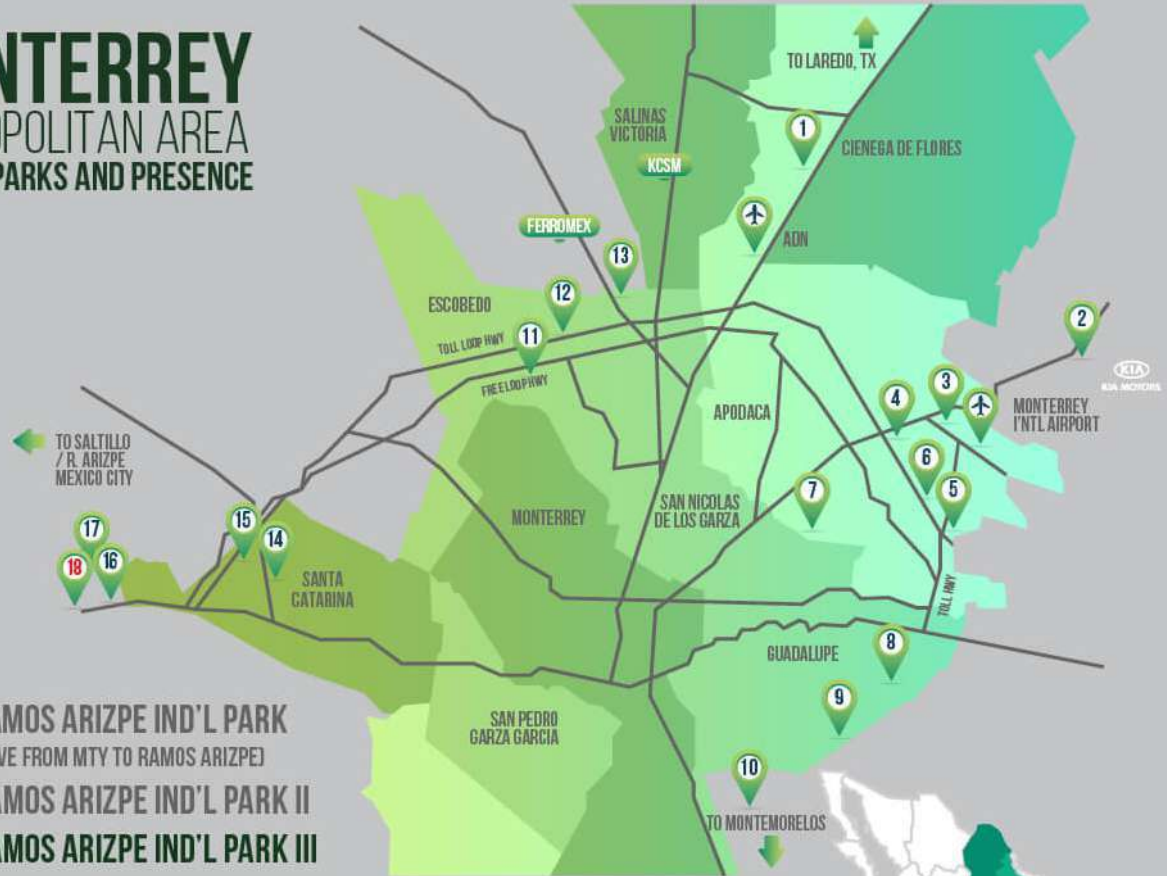 NTERREY
OPOLITAN AREA
PARKS AND PRESENCE
TO LAREDO, TX
1
SALINAS
VICTORIA
CIENEGA DE FLORES
KCSM
FERROMEX
ADN
13
12
ESCOBEDO
11
TOLL LOOP HWY
FREE LOOP HWY
2
KIA
KIA MOTORS
3
4
APODACA
MONTERREY
I'NTL AIRPORT
TO SALTILLO
/ R. ARIZPE
MEXICO CITY
6
5
7
SAN NICOLAS
DE LOS GARZA
MONTERREY
15
14
17
18
16
SANTA
CATARINA
TOLL HWY
GUADALUPE
8
9
SAN PEDRO
GARZA GARCIA
10
TO MONTEMORELOS
AMOS ARIZPE IND'L PARK
VE FROM MTY TO RAMOS ARIZPE)
AMOS ARIZPE IND'L PARK II
AMOS ARIZPE IND'L PARK III